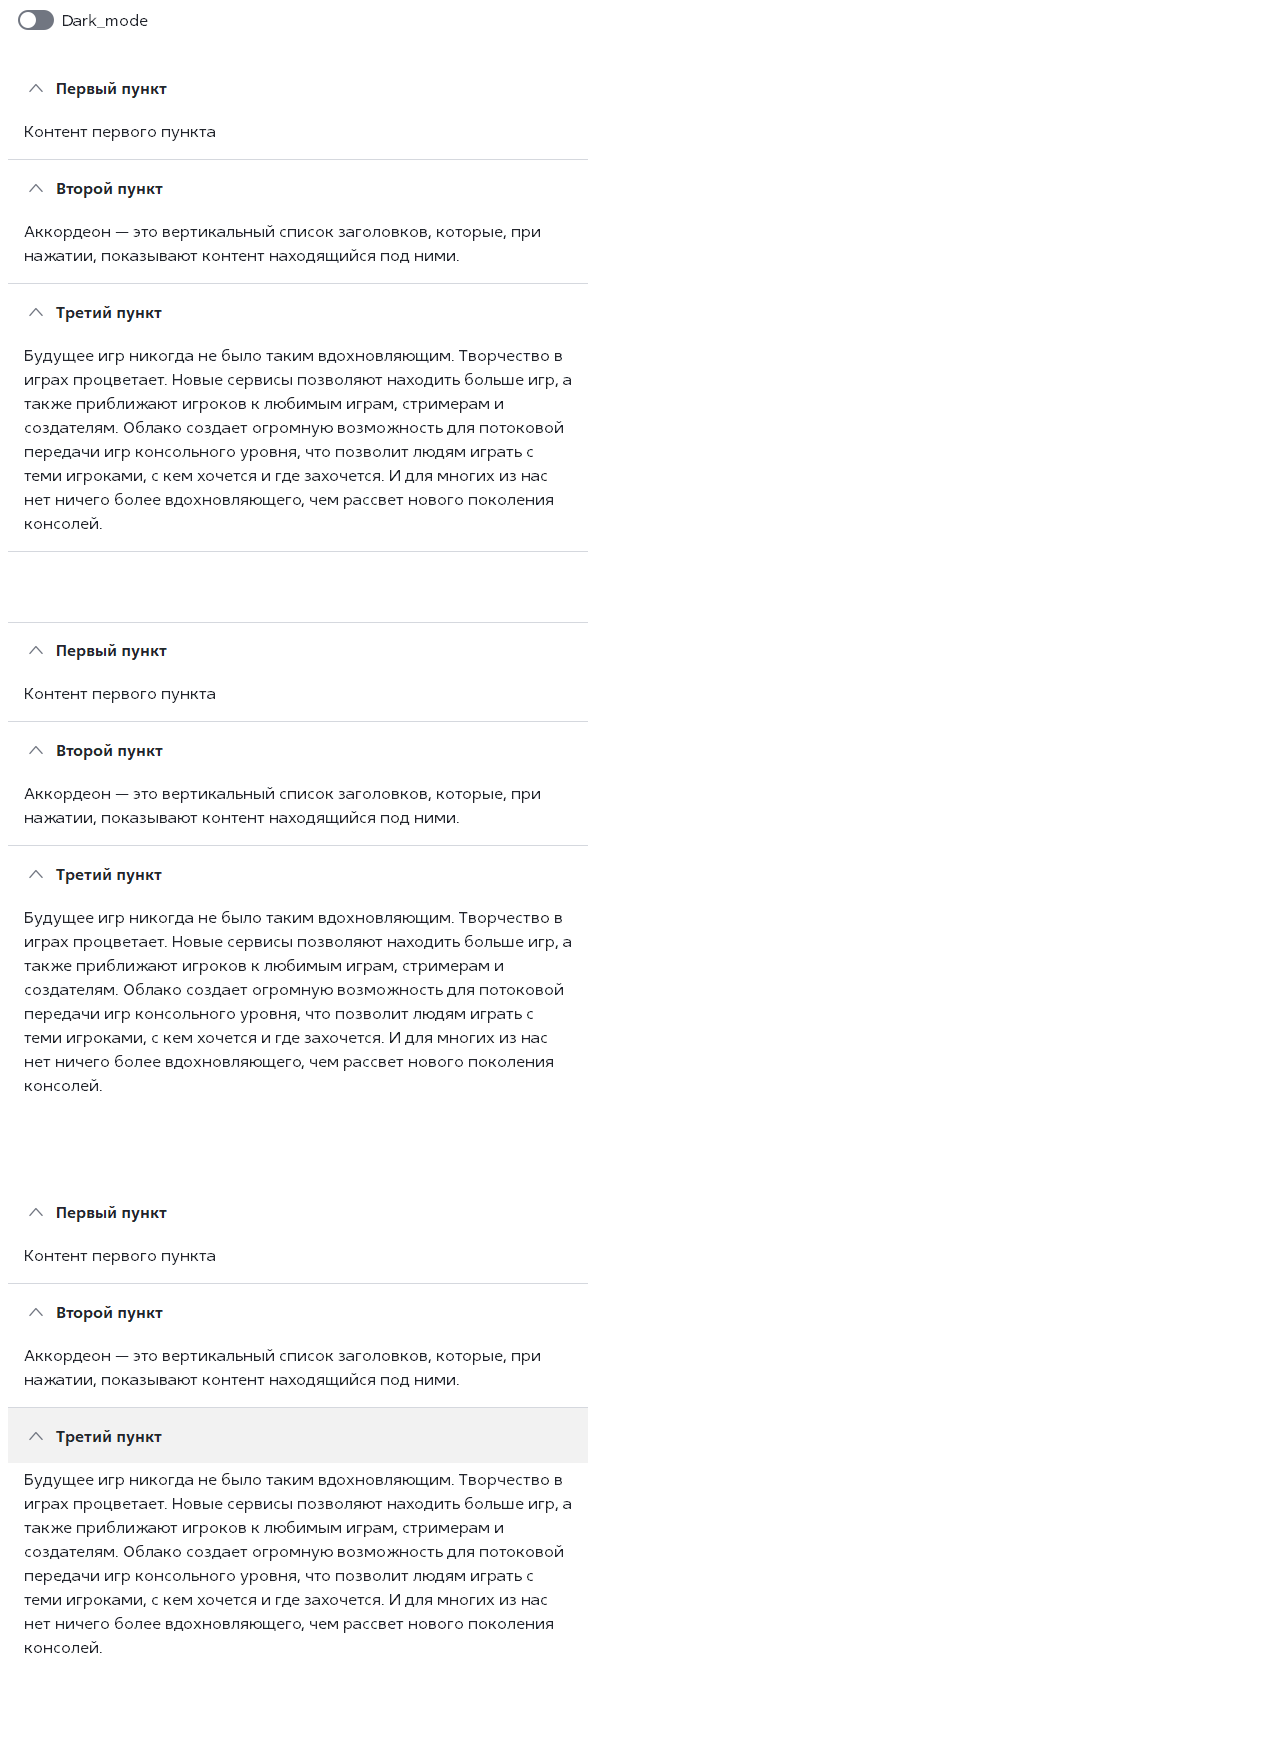 Dark_mode
Первый пункт
Контент первого пункта
Второй пункт
Аккордеон — это вертикальный список заголовков, которые, при
нажатии, показывают контент находящийся под ними.
Третий пункт
Будущее игр никогда не было таким вдохновляющим. Творчество в
играх процветает. Новые сервисы позволяют находить больше игр, а
также приближают игроков к любимым играм, стримерам и
создателям. Облако создает огромную возможность для потоковой
передачи игр консольного уровня, что позволит людям играть с
теми игроками, с кем хочется и где захочется. И для многих из нас
нет ничего более вдохновляющего, чем рассвет нового поколения
консолей.
Первый пункт
Контент первого пункта
Второй пункт
Аккордеон — это вертикальный список заголовков, которые, при
нажатии, показывают контент находящийся под ними.
Третий пункт
Будущее игр никогда не было таким вдохновляющим. Творчество в
играх процветает. Новые сервисы позволяют находить больше игр, а
также приближают игроков к любимым играм, стримерам и
создателям. Облако создает огромную возможность для потоковой
передачи игр консольного уровня, что позволит людям играть с
теми игроками, с кем хочется и где захочется. И для многих из нас
нет ничего более вдохновляющего, чем рассвет нового поколения
консолей.
Первый пункт
Контент первого пункта
Второй пункт
Аккордеон — это вертикальный список заголовков, которые, при
нажатии, показывают контент находящийся под ними.
Третий пункт
Будущее игр никогда не было таким вдохновляющим. Творчество в
играх процветает. Новые сервисы позволяют находить больше игр, а
также приближают игроков к любимым играм, стримерам и
создателям. Облако создает огромную возможность для потоковой
передачи игр консольного уровня, что позволит людям играть с
теми игроками, с кем хочется и где захочется. И для многих из нас
нет ничего более вдохновляющего, чем рассвет нового поколения
консолей.